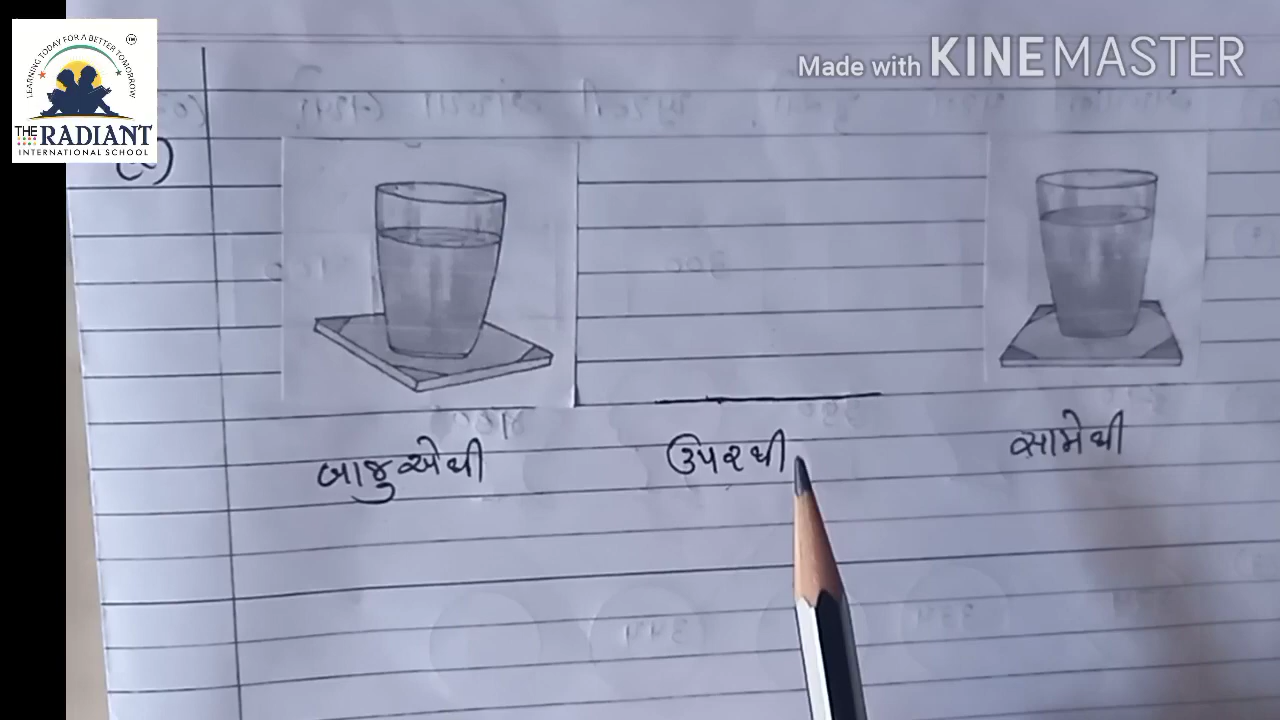 LEARNING TODAY FOR A BETTER TOMORROW
THE RADIANT
INTERNATIONAL SCHOOL
Made with KINEMASTER
બાજુએથી
ઉપરથી
સામેથી